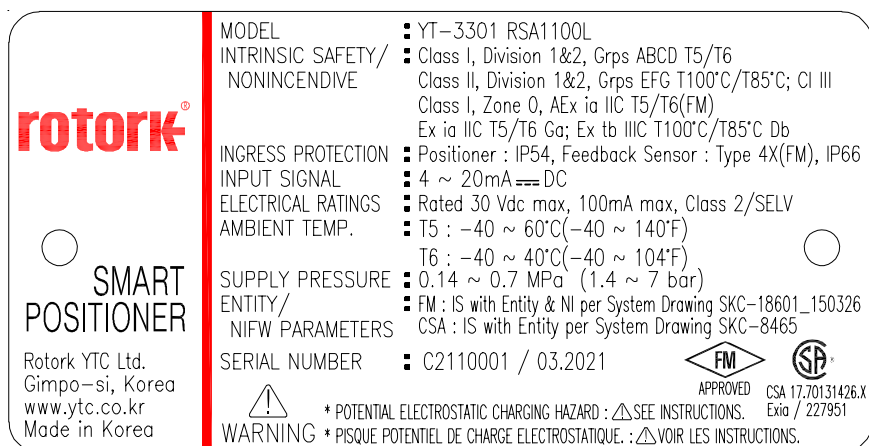 rotork®
SMART
POSITIONER
Rotork YTC Ltd.
Gimpo-si, Korea
www.ytc.co.kr
Made in Korea
MODEL : YT-3301 RSA1100L
INTRINSIC SAFETY/ : Class I, Division 1&2, Grps ABCD T5/T6
NONINCENDIVE Class II, Division 1&2, Grps EFG T100°C/T85°C; Cl III
Class I, Zone 0, AEx ia IIC T5/T6(FM)
Ex ia IIC T5/T6 Ga; Ex tb IIIC T100°C/T85°C Db
INGRESS PROTECTION : Positioner : IP54, Feedback Sensor : Type 4X(FM), IP66
INPUT SIGNAL : 4 ~ 20mA ⎓ DC
ELECTRICAL RATINGS : Rated 30 Vdc max, 100mA max, Class 2/SELV
AMBIENT TEMP. : T5 : -40 ~ 60°C(-40 ~ 140°F)
T6 : -40 ~ 40°C(-40 ~ 104°F)
SUPPLY PRESSURE : 0.14 ~ 0.7 MPa (1.4 ~ 7 bar)
ENTITY/ : FM : IS with Entity & NI per System Drawing SKC-18601_150326
NIFW PARAMETERS CSA : IS with Entity per System Drawing SKC-8465
SERIAL NUMBER : C2110001 / 03.2021
FM
APPROVED
SA
CSA 17.70131426.X
Exia / 227951
WARNING
* POTENTIAL ELECTROSTATIC CHARGING HAZARD : ⚠SEE INSTRUCTIONS.
* PISQUE POTENTIEL DE CHARGE ELECTROSTATIQUE. : ⚠VOIR LES INSTRUCTIONS.